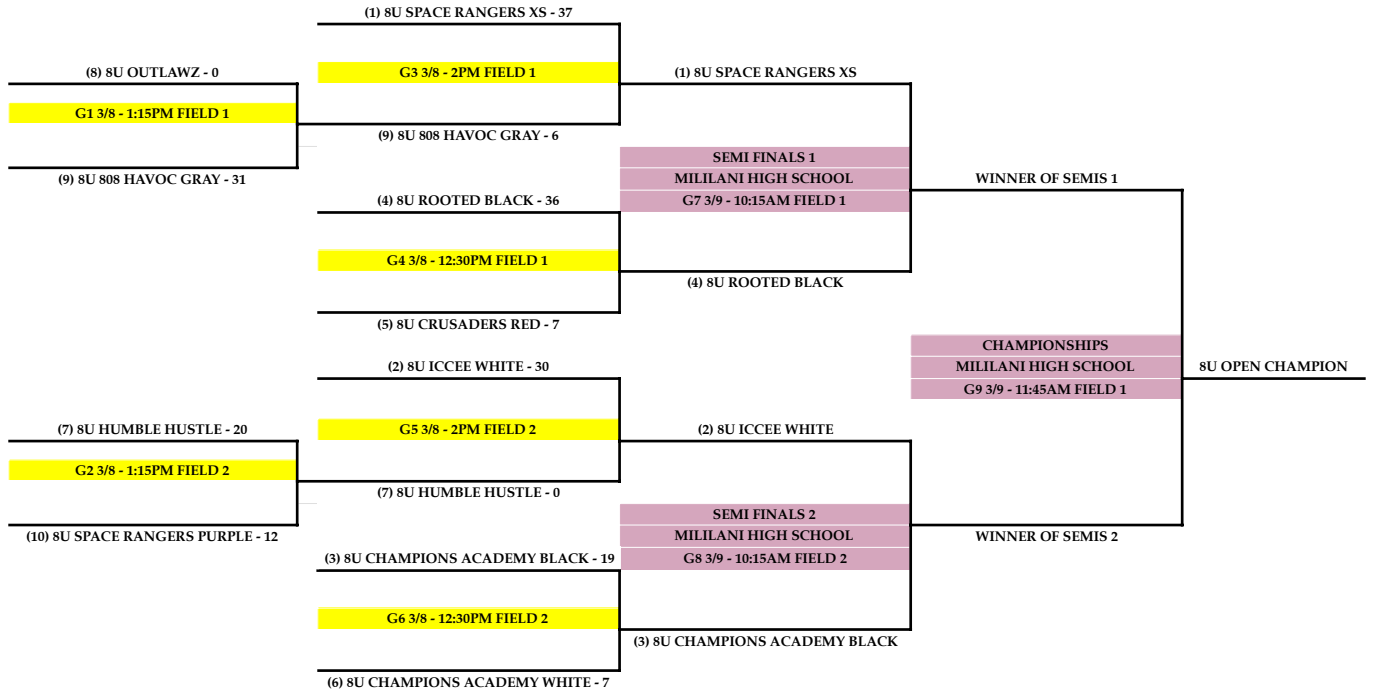 (1) 8U SPACE RANGERS XS - 37
(8) 8U OUTLAWZ - 0
G3 3/8 - 2PM FIELD 1
(1) 8U SPACE RANGERS XS
G1 3/8 - 1:15PM FIELD 1
(9) 8U 808 HAVOC GRAY - 6
SEMI FINALS 1
(9) 8U 808 HAVOC GRAY - 31
MILILANI HIGH SCHOOL
WINNER OF SEMIS 1
(4) 8U ROOTED BLACK - 36
G7 3/9 - 10:15AM FIELD 1
G4 3/8 - 12:30PM FIELD 1
(4) 8U ROOTED BLACK
(5) 8U CRUSADERS RED - 7
CHAMPIONSHIPS
(2) 8U ICCEE WHITE - 30
MILILANI HIGH SCHOOL
8U OPEN CHAMPION
G9 3/9 - 11:45AM FIELD 1
(7) 8U HUMBLE HUSTLE - 20
G5 3/8 - 2PM FIELD 2
(2) 8U ICCEE WHITE
G2 3/8 - 1:15PM FIELD 2
(7) 8U HUMBLE HUSTLE - 0
SEMI FINALS 2
(10) 8U SPACE RANGERS PURPLE - 12
MILILANI HIGH SCHOOL
WINNER OF SEMIS 2
(3) 8U CHAMPIONS ACADEMY BLACK - 19
G8 3/9 - 10:15AM FIELD 2
G6 3/8 - 12:30PM FIELD 2
(3) 8U CHAMPIONS ACADEMY BLACK
(6) 8U CHAMPIONS ACADEMY WHITE - 7